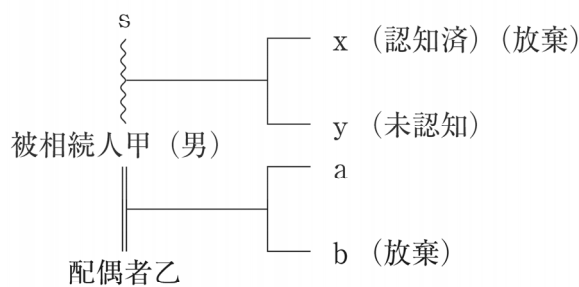 s
x （認知済）（放棄）
y （未認知）
被相続人甲（男）
a
b （放棄）
配偶者乙